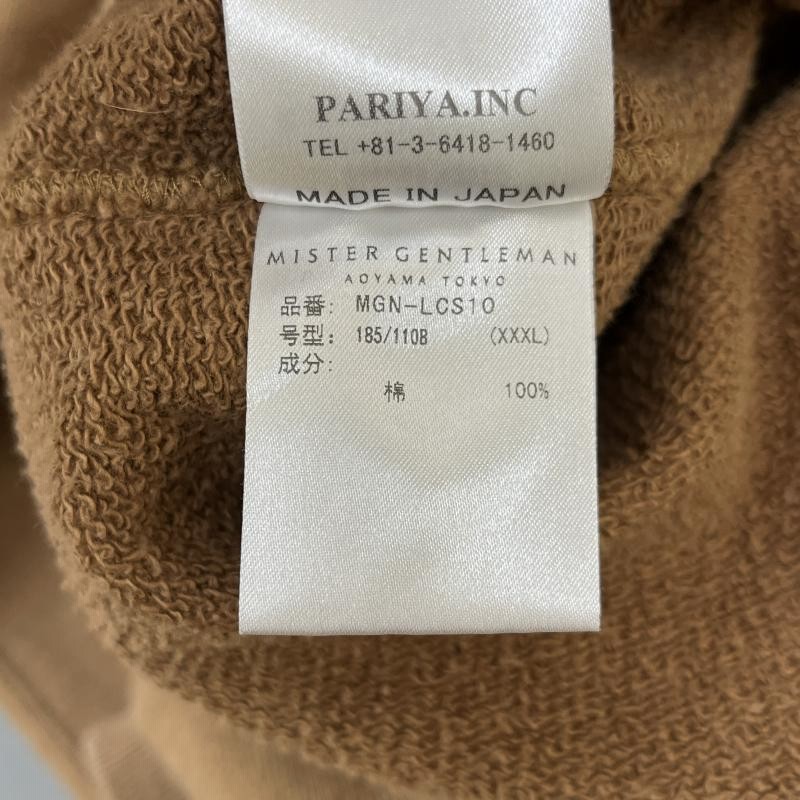 PARIYA.INC
TEL +81-3-6418-1460
MADE IN JAPAN
MISTER GENTLEMAN
AOYAMA TOKYO
品番: MGN-LCS10
号型: 185/110B (XXXL)
成分:
棉 100%